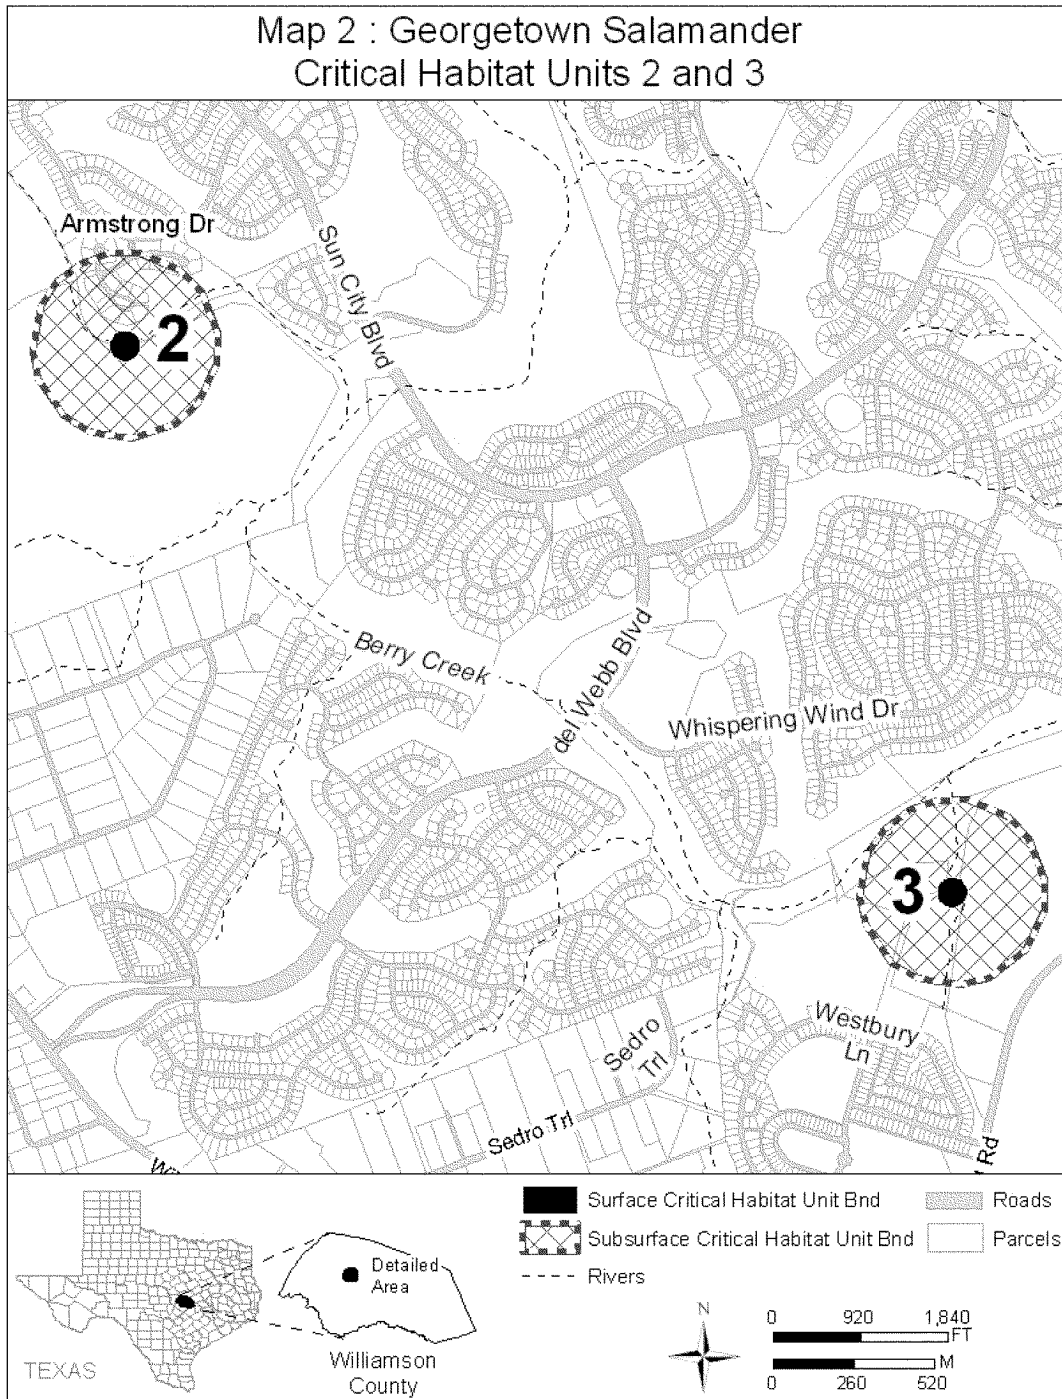 Map 2 : Georgetown Salamander
Critical Habitat Units 2 and 3
Armstrong Dr
Sun City Blvd
2
Berry Creek
del Webb Blvd
Whispering Wind Dr
3
Westbury
Ln
Sedro
Trl
Sedro Trl
Rd
Surface Critical Habitat Unit Bnd
Roads
Subsurface Critical Habitat Unit Bnd
Parcels
Rivers
Detailed
Area
TEXAS
Williamson
County
N
0 920 1,840
FT
M
0 260 520